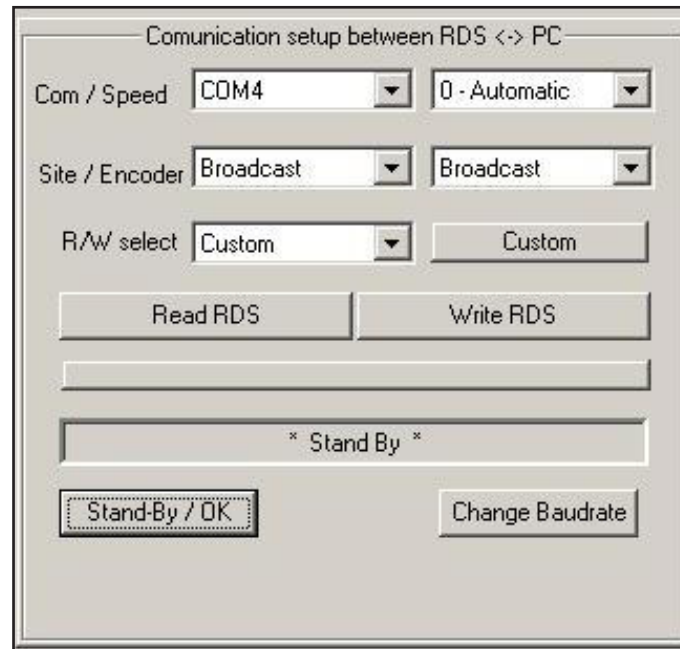 Comunication setup between RDS <-> PC
Com / Speed COM4 0 - Automatic
Site / Encoder Broadcast Broadcast
R/W select Custom Custom
Read RDS Write RDS
* Stand By *
Stand-By / OK Change Baudrate